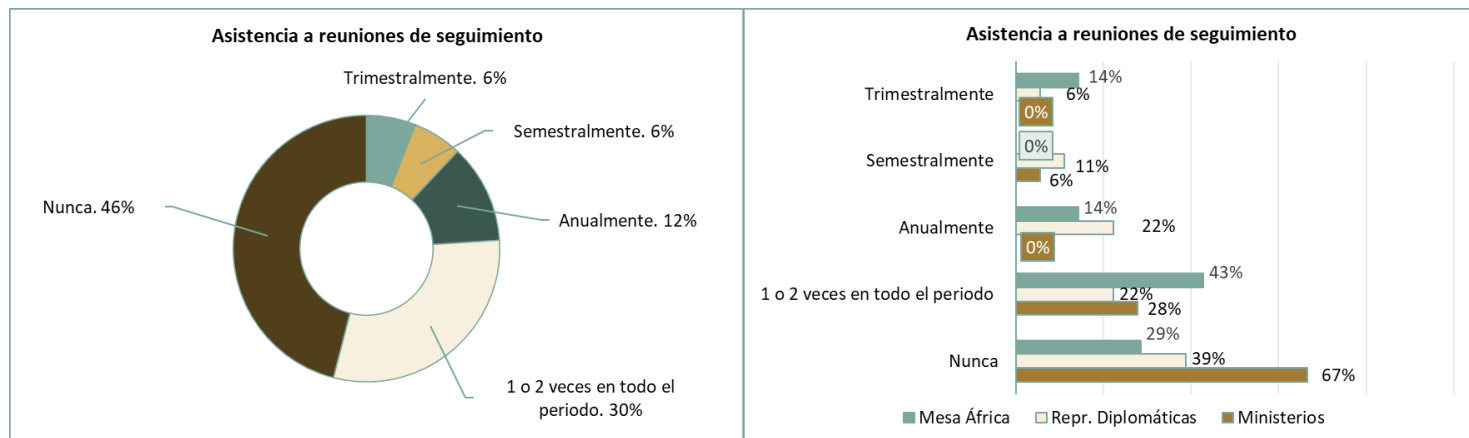 Asistencia a reuniones de seguimiento
Trimestralmente. 6%
Semestralmente. 6%
Anualmente. 12%
1 o 2 veces en todo el
periodo. 30%
Nunca. 46%
Asistencia a reuniones de seguimiento
Trimestralmente
14%
6%
0%
Semestralmente
0%
11%
6%
Anualmente
14%
22%
0%
1 o 2 veces en todo el periodo
43%
22%
28%
Nunca
29%
39%
67%
Mesa África
Repr. Diplomáticas
Ministerios